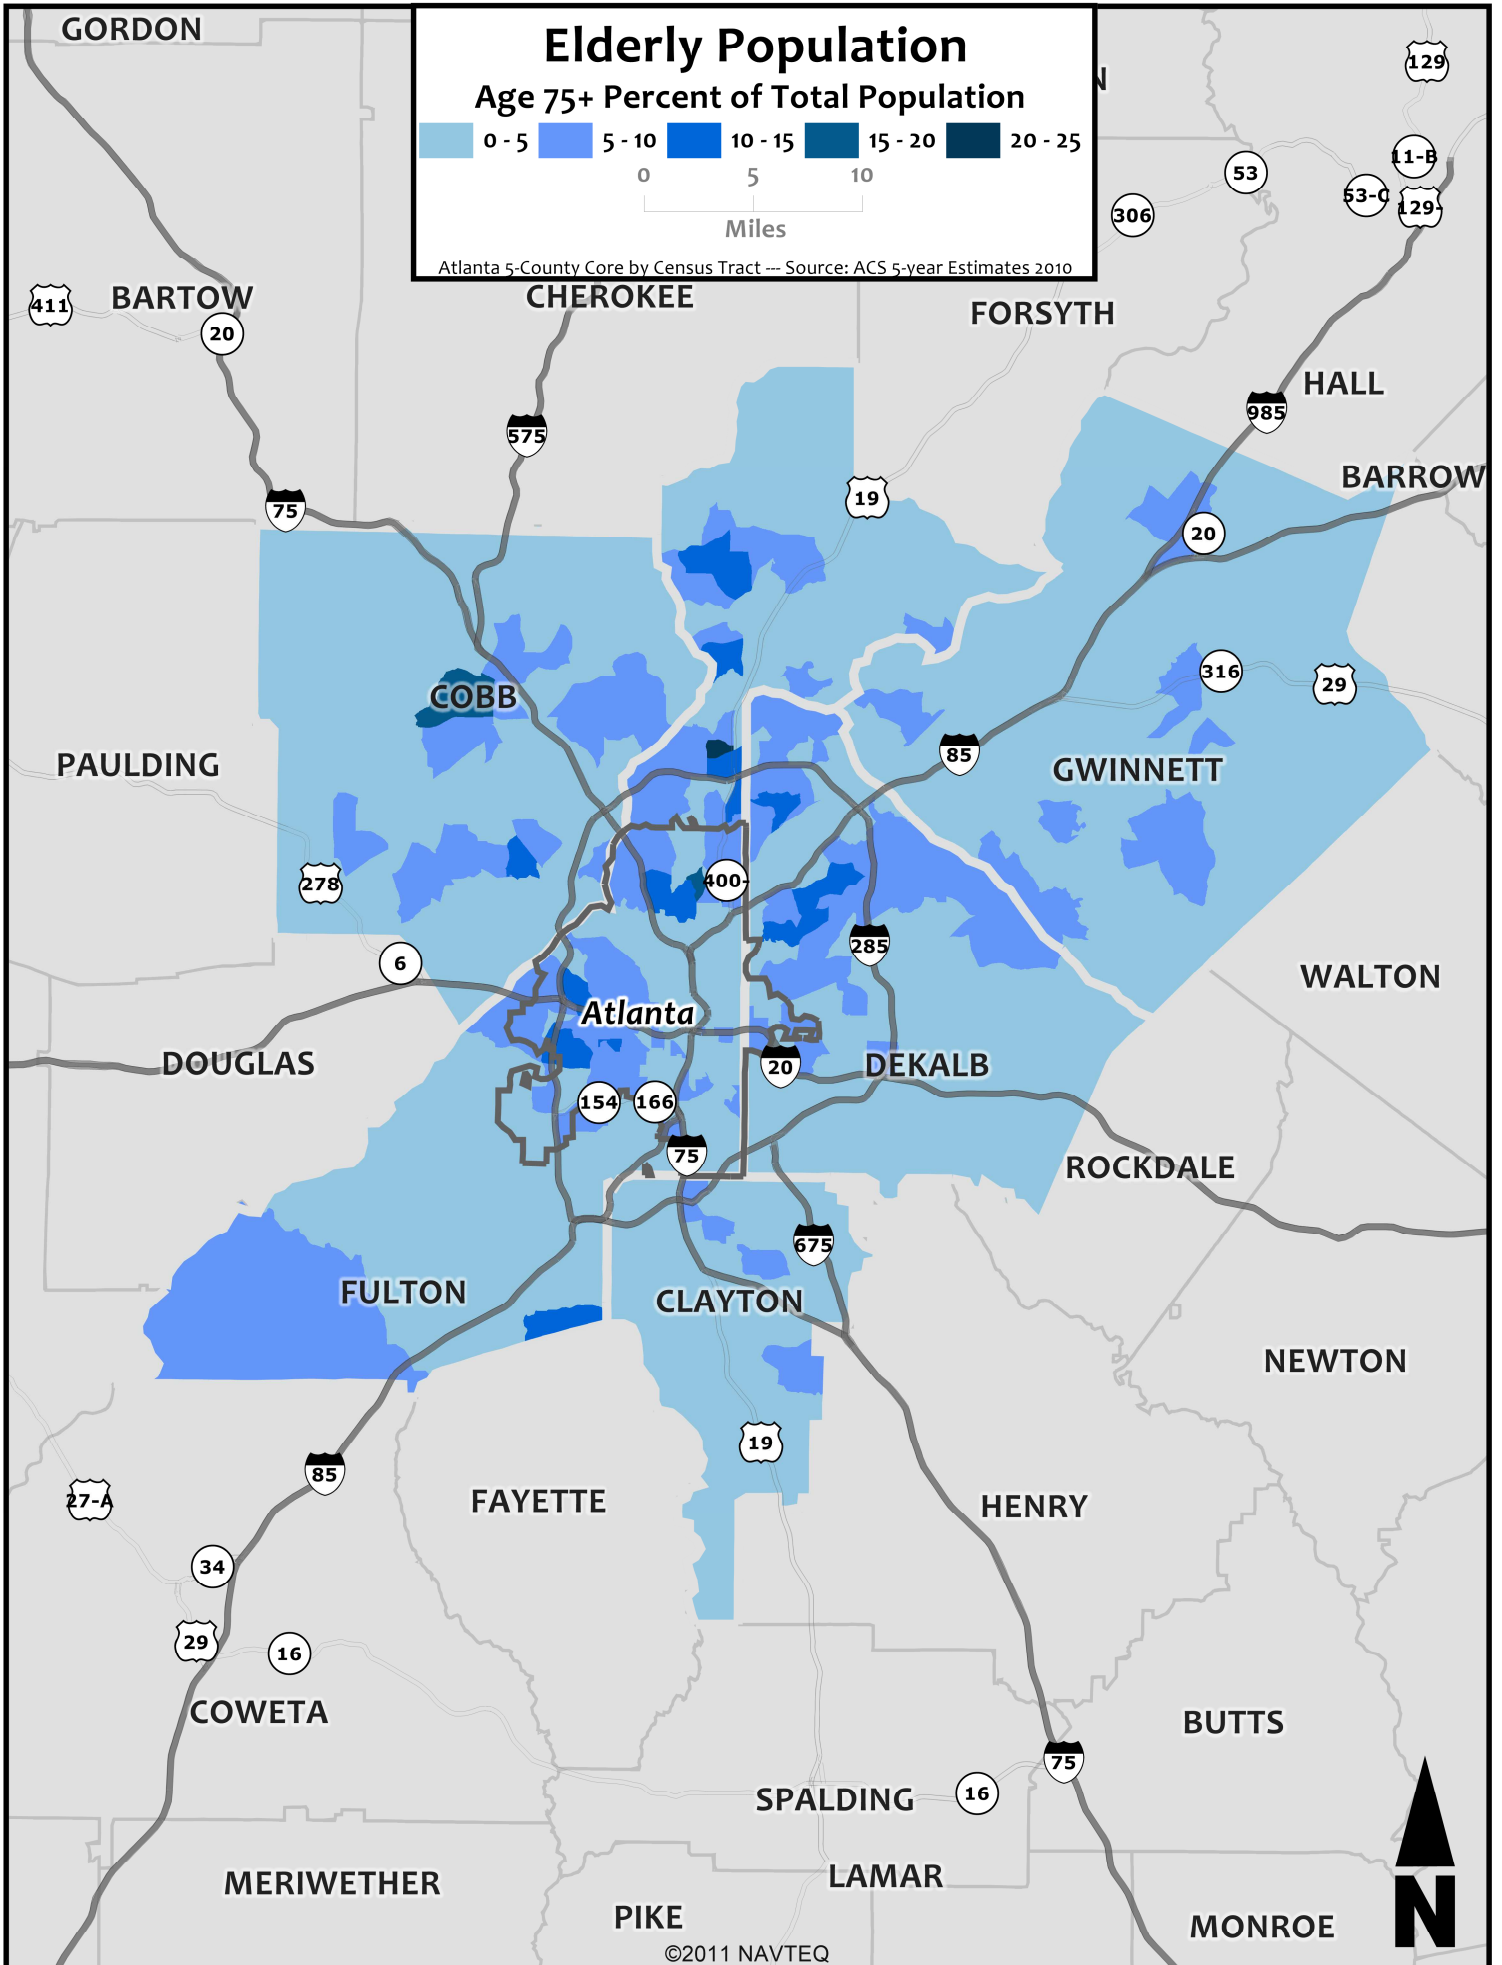 Elderly Population
Age 75+ Percent of Total Population
0 - 5 5 - 10 10 - 15 15 - 20 20 - 25
0 5 10
Miles
Atlanta 5-County Core by Census Tract --- Source: ACS 5-year Estimates 2010
GORDON
N
129
11-B
53
53-C
129-
306
411
BARTOW
CHEROKEE
FORSYTH
20
HALL
985
575
BARROW
75
19
20
316
29
COBB
PAULDING
85
GWINNETT
278
400-
285
6
WALTON
Atlanta
DOUGLAS
20
DEKALB
154
166
75
ROCKDALE
675
FULTON
CLAYTON
NEWTON
19
85
27-A
FAYETTE
HENRY
34
29
16
COWETA
BUTTS
75
SPALDING
16
MERIWETHER
LAMAR
PIKE
MONROE
N
©2011 NAVTEQ